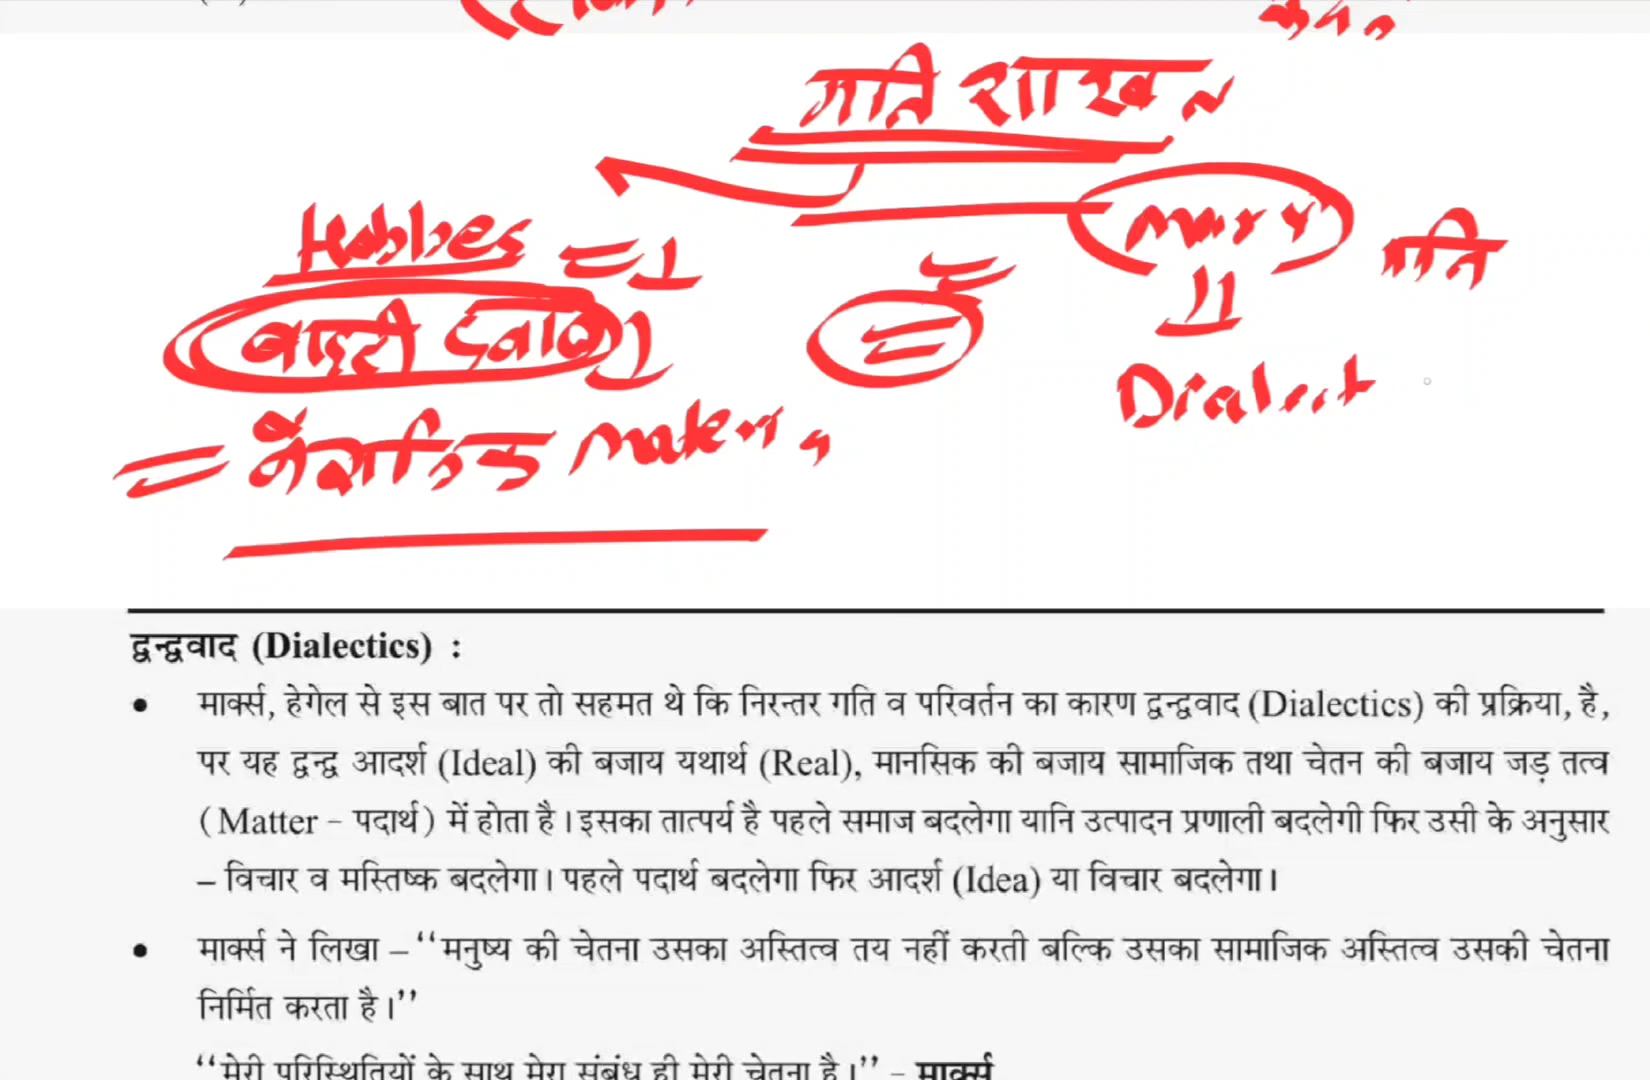 गति शाश्वत
Hobbes
Marx
गति
बाहरी दबाव
Dialect
वैज्ञानिक
द्वन्द्ववाद (Dialectics) :
• मार्क्स, हेगेल से इस बात पर तो सहमत थे कि निरन्तर गति व परिवर्तन का कारण द्वन्द्ववाद (Dialectics) की प्रक्रिया, है,
पर यह द्वन्द्व आदर्श (Ideal) की बजाय यथार्थ (Real), मानसिक की बजाय सामाजिक तथा चेतन की बजाय जड़ तत्व
(Matter – पदार्थ) में होता है। इसका तात्पर्य है पहले समाज बदलेगा यानि उत्पादन प्रणाली बदलेगी फिर उसी के अनुसार
– विचार व मस्तिष्क बदलेगा। पहले पदार्थ बदलेगा फिर आदर्श (Idea) या विचार बदलेगा।
• मार्क्स ने लिखा – ‘‘मनुष्य की चेतना उसका अस्तित्व तय नहीं करती बल्कि उसका सामाजिक अस्तित्व उसकी चेतना
निर्मित करता है।’’
‘‘मेरी परिस्थितियों के साथ मेरा संबंध ही मेरी चेतना है।’’ – मार्क्स